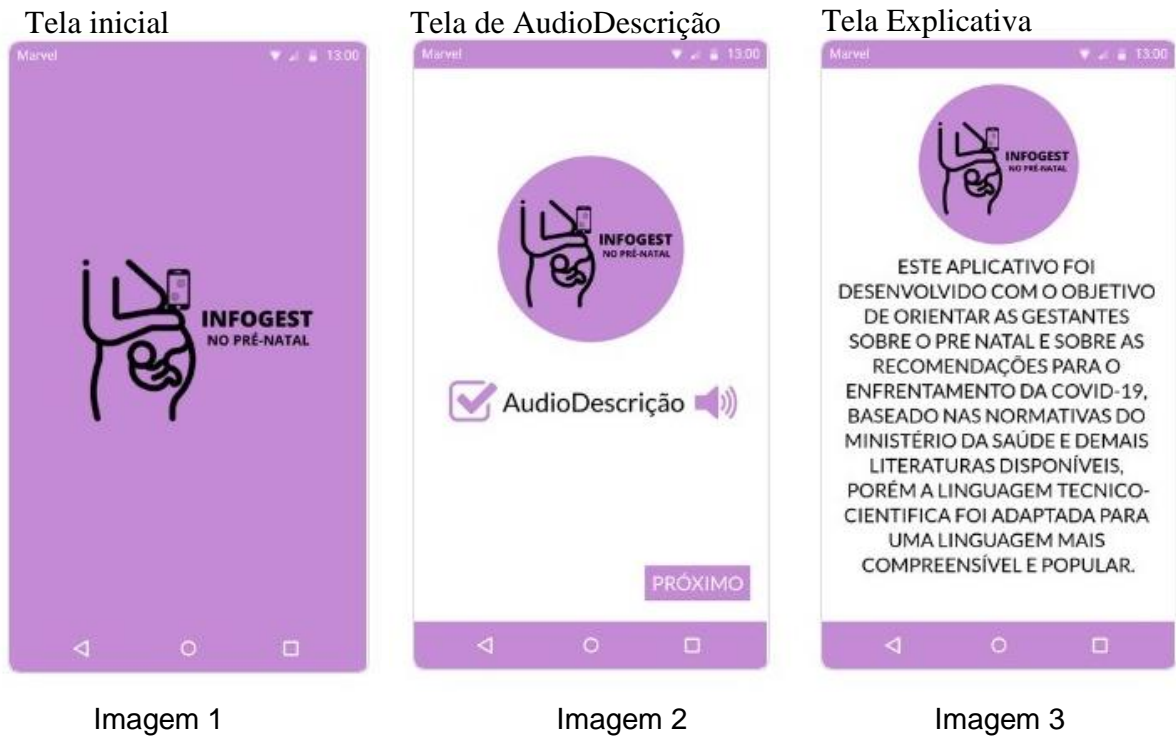 Tela inicial
Tela de AudioDescrição
Tela Explicativa
Marvel
13:00
INFOGEST
NO PRÉ-NATAL
Marvel
13:00
INFOGEST
NO PRÉ-NATAL
AudioDescrição
PRÓXIMO
Marvel
13:00
INFOGEST
NO PRÉ-NATAL
ESTE APLICATIVO FOI
DESENVOLVIDO COM O OBJETIVO
DE ORIENTAR AS GESTANTES
SOBRE O PRE NATAL E SOBRE AS
RECOMENDAÇÕES PARA O
ENFRENTAMENTO DA COVID-19,
BASEADO NAS NORMATIVAS DO
MINISTÉRIO DA SAÚDE E DEMAIS
LITERATURAS DISPONÍVEIS,
PORÉM A LINGUAGEM TECNICO-
CIENTIFICA FOI ADAPTADA PARA
UMA LINGUAGEM MAIS
COMPREENSÍVEL E POPULAR.
Imagem 1
Imagem 2
Imagem 3